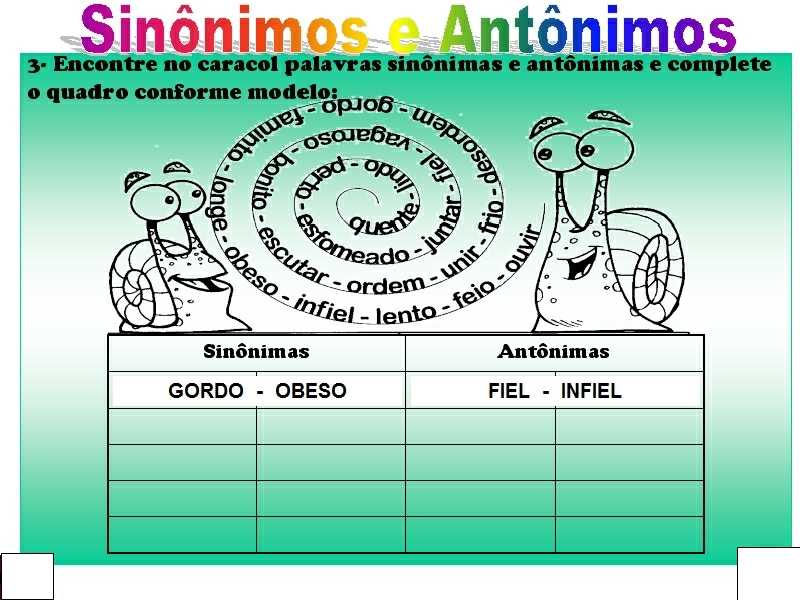 Sinônimos e Antônimos
3- Encontre no caracol palavras sinônimas e antônimas e complete
o quadro conforme modelo:
quente - lindo - perto - esfomeado - juntar - fiel - vagaroso - bonito - escutar - ordem - unir - frio - desordem - gordo - faminto - longe - obeso - infiel - lento - feio - ouvir
Sinônimas Antônimas
GORDO - OBESO FIEL - INFIEL